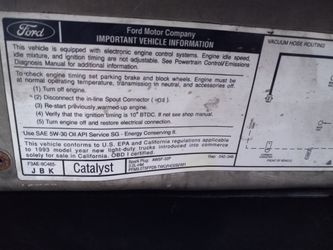 Ford
Ford Motor Company
IMPORTANT VEHICLE INFORMATION
This vehicle is equipped with electronic engine control systems. Engine idle speed,
idle mixture, and ignition timing are not adjustable. See Powertrain Control/Emissions
Diagnosis Manual for additional information.
To check engine timing set parking brake and block wheels. Engine must be
at normal operating temperature, transmission in neutral, and accessories off.
(1) Turn off engine.
(2) Disconnect the in-line Spout Connector
(3) Re-start previously warmed-up engine.
(4) Verify that the ignition timing is 10° BTDC. If not see shop manual.
(5) Turn off engine and restore electrical connection.
Use SAE 5W-30 Oil API Service SG - Energy Conserving II.
This vehicle conforms to U.S. EPA and California regulations applicable
to 1993 model year new light-duty trucks introduced into commerce
solely for sale in California. OBD I certified.
F3AE-9C485-
J B K
Catalyst
Spark Plug:
VACUUM HOSE ROUTING